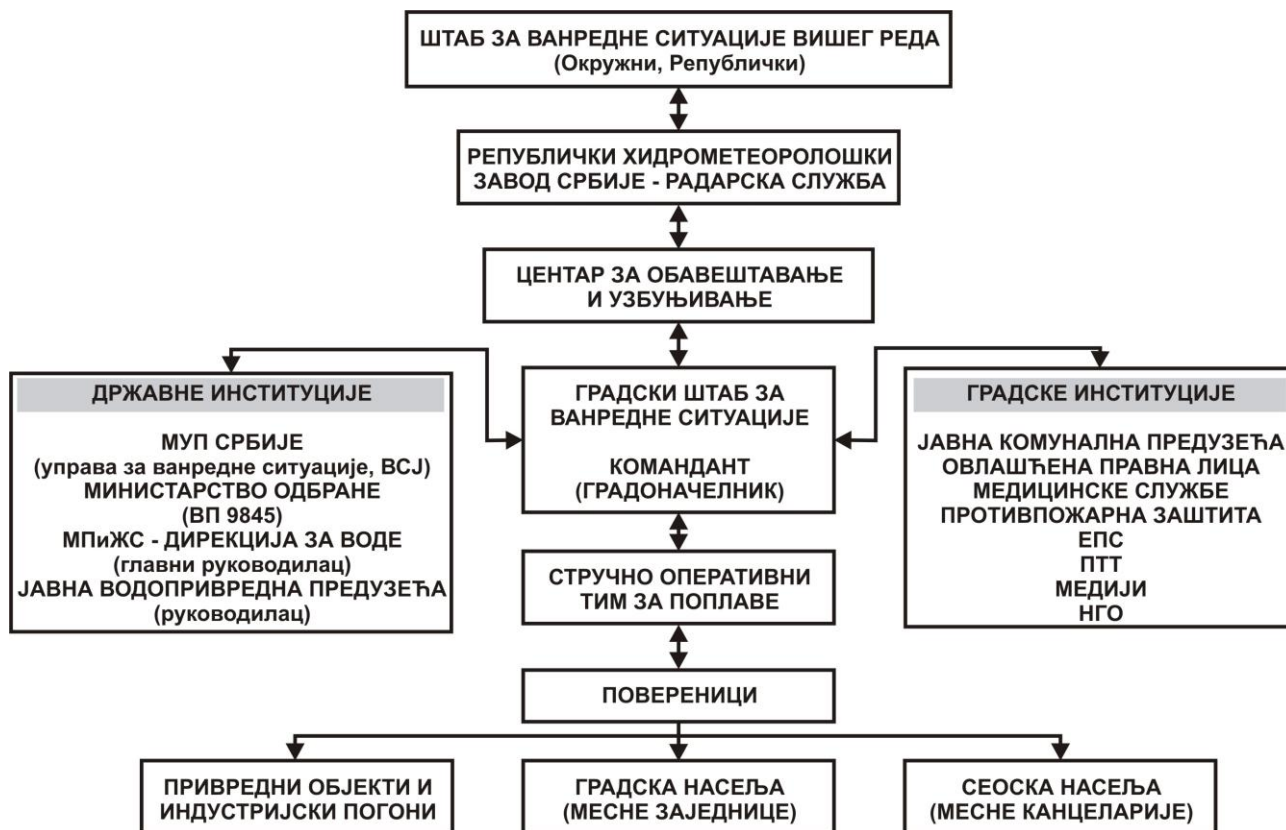 ШТАБ ЗА ВАНРЕДНЕ СИТУАЦИЈЕ ВИШЕГ РЕДА
(Окружни, Републички)
РЕПУБЛИЧКИ ХИДРОМЕТЕОРОЛОШКИ
ЗАВОД СРБИЈЕ - РАДАРСКА СЛУЖБА
ЦЕНТАР ЗА ОБАВЕШТАВАЊЕ
И УЗБУЊИВАЊЕ
ДРЖАВНЕ ИНСТИТУЦИЈЕ
МУП СРБИЈЕ
(управа за ванредне ситуације, ВСЈ)
МИНИСТАРСТВО ОДБРАНЕ
(ВП 9845)
МПиЖС - ДИРЕКЦИЈА ЗА ВОДЕ
(главни руководилац)
ЈАВНА ВОДОПРИВРЕДНА ПРЕДУЗЕЋА
(руководилац)
ГРАДСКИ ШТАБ ЗА
ВАНРЕДНЕ СИТУАЦИЈЕ
КОМАНДАНТ
(ГРАДОНАЧЕЛНИК)
ГРАДСКЕ ИНСТИТУЦИЈЕ
ЈАВНА КОМУНАЛНА ПРЕДУЗЕЋА
ОВЛАШЋЕНА ПРАВНА ЛИЦА
МЕДИЦИНСКЕ СЛУЖБЕ
ПРОТИВПОЖАРНА ЗАШТИТА
ЕПС
ПТТ
МЕДИЈИ
НГО
СТРУЧНО ОПЕРАТИВНИ
ТИМ ЗА ПОПЛАВЕ
ПОВЕРЕНИЦИ
ПРИВРЕДНИ ОБЈЕКТИ И
ИНДУСТРИЈСКИ ПОГОНИ
ГРАДСКА НАСЕЉА
(МЕСНЕ ЗАЈЕДНИЦЕ)
СЕОСКА НАСЕЉА
(МЕСНЕ КАНЦЕЛАРИЈЕ)